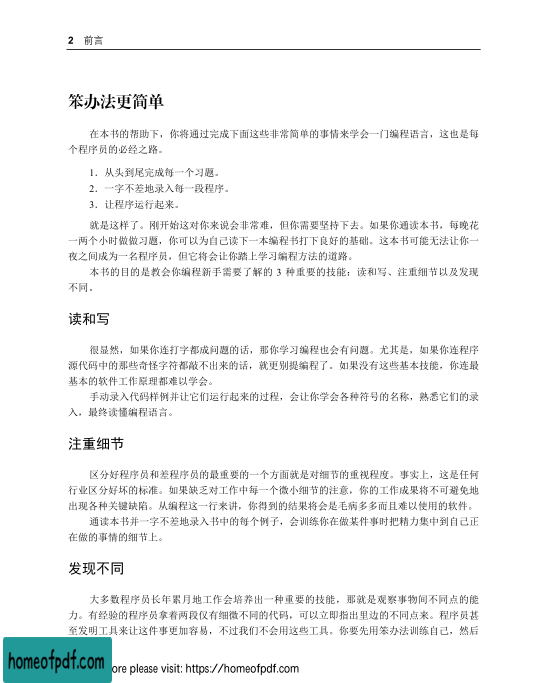 2 前言
笨办法更简单
在本书的帮助下，你将通过完成下面这些非常简单的事情来学会一门编程语言，这也是每
个程序员的必经之路。
1．从头到尾完成每一个习题。
2．一字不差地录入每一段程序。
3．让程序运行起来。
就是这样了。刚开始这对你来说会非常难，但你需要坚持下去。如果你通读本书，每晚花
一两个小时做做习题，你可以为自己读下一本编程书打下良好的基础。这本书可能无法让你一
夜之间成为一名程序员，但它将会让你踏上学习编程方法的道路。
本书的目的是教会你编程新手需要了解的 3 种重要的技能：读和写、注重细节以及发现
不同。
读和写
很显然，如果你连打字都成问题的话，那你学习编程也会有问题。尤其是，如果你连程序
源代码中的那些奇怪字符都敲不出来的话，就更别提编程了。如果没有这些基本技能，你连最
基本的软件工作原理都难以学会。
手动录入代码样例并让它们运行起来的过程，会让你学会各种符号的名称，熟悉它们的录
入，最终读懂编程语言。
注重细节
区分好程序员和差程序员的最重要的一个方面就是对细节的重视程度。事实上，这是任何
行业区分好坏的标准。如果缺乏对工作中每一个微小细节的注意，你的工作成果将不可避免地
出现各种关键缺陷。从编程这一行来讲，你得到的结果将会是毛病多多而且难以使用的软件。
通读本书并一字不差地录入书中的每个例子，会训练你在做某件事时把精力集中到自己正
在做的事情的细节上。
发现不同
大多数程序员长年累月地工作会培养出一种重要的技能，那就是观察事物间不同点的能
力。有经验的程序员拿着两段仅有细微不同的代码，可以立即指出里边的不同点来。程序员甚
至发明工具来让这件事更加容易，不过我们不会用这些工具。你要先用笨办法训练自己，然后
homeofpdf.com
ore please visit: https://homeofpdf.com